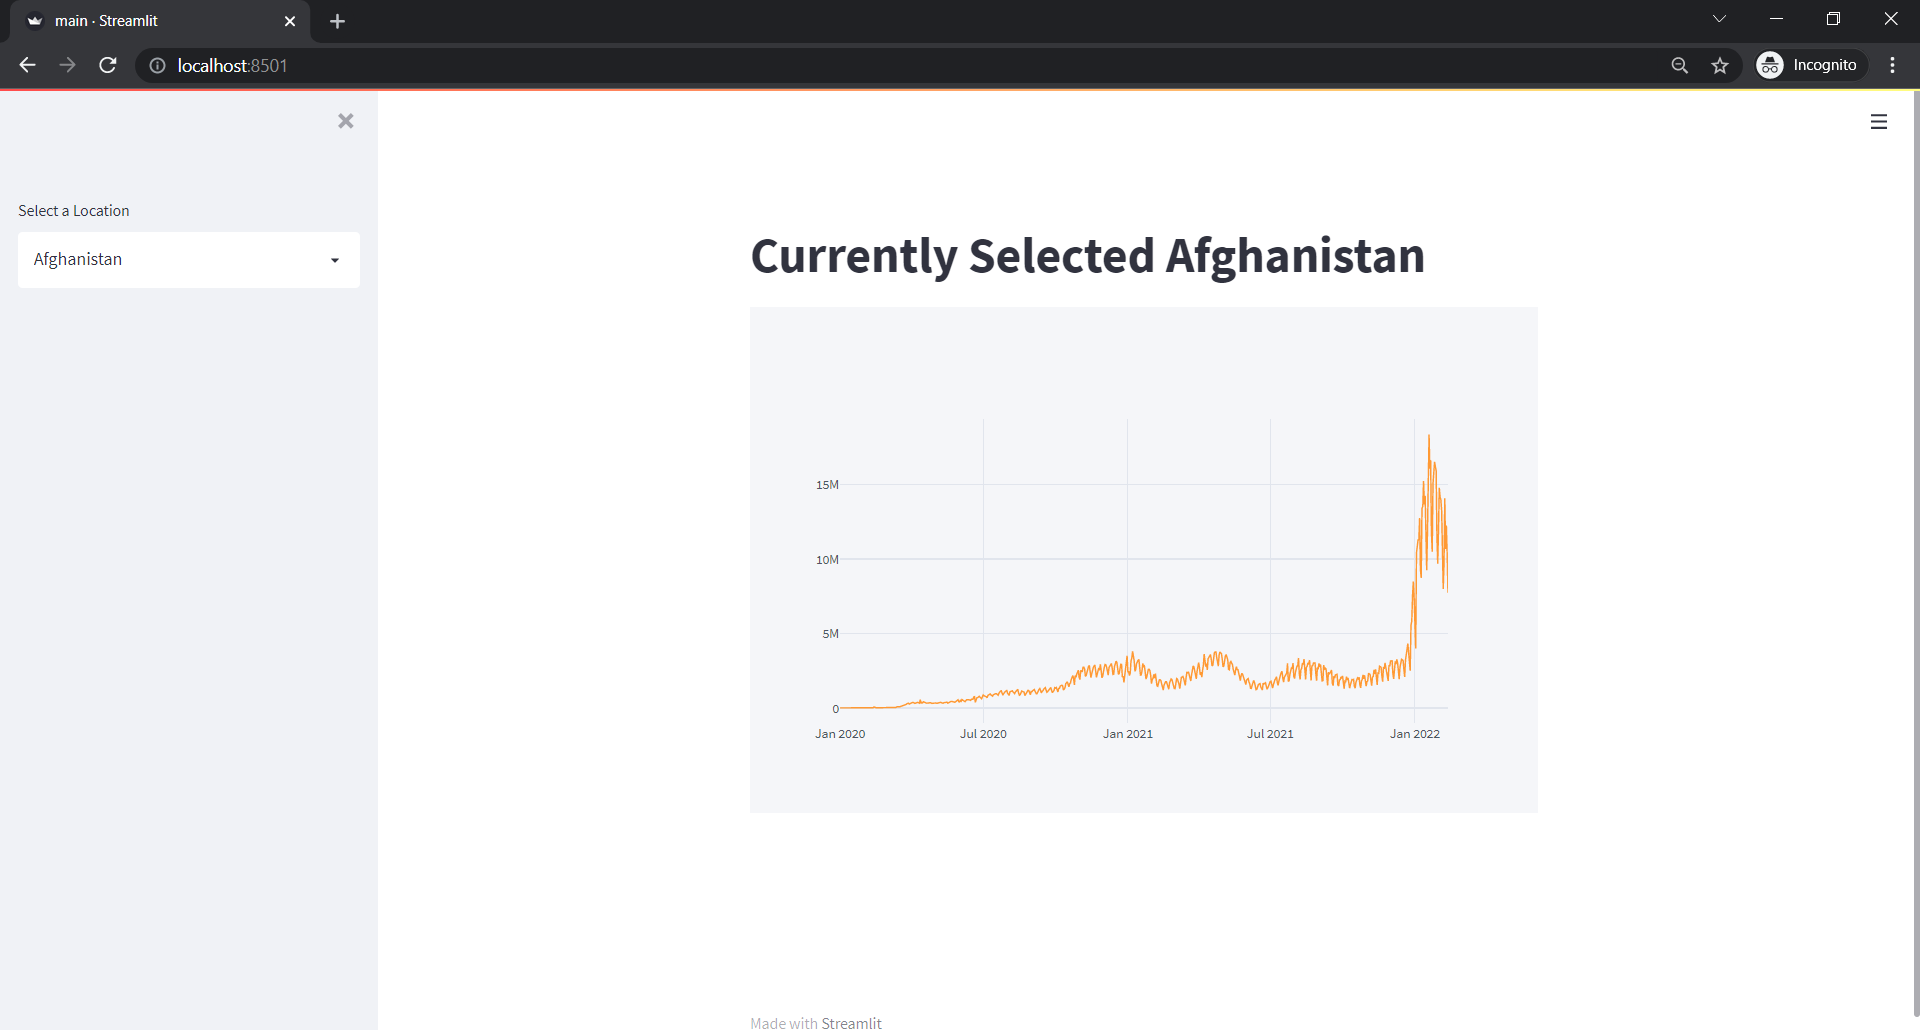 main · Streamlit
localhost:8501
Incognito
Select a Location
Afghanistan
Currently Selected Afghanistan
15M
10M
5M
0
Jan 2020 Jul 2020 Jan 2021 Jul 2021 Jan 2022
Made with Streamlit